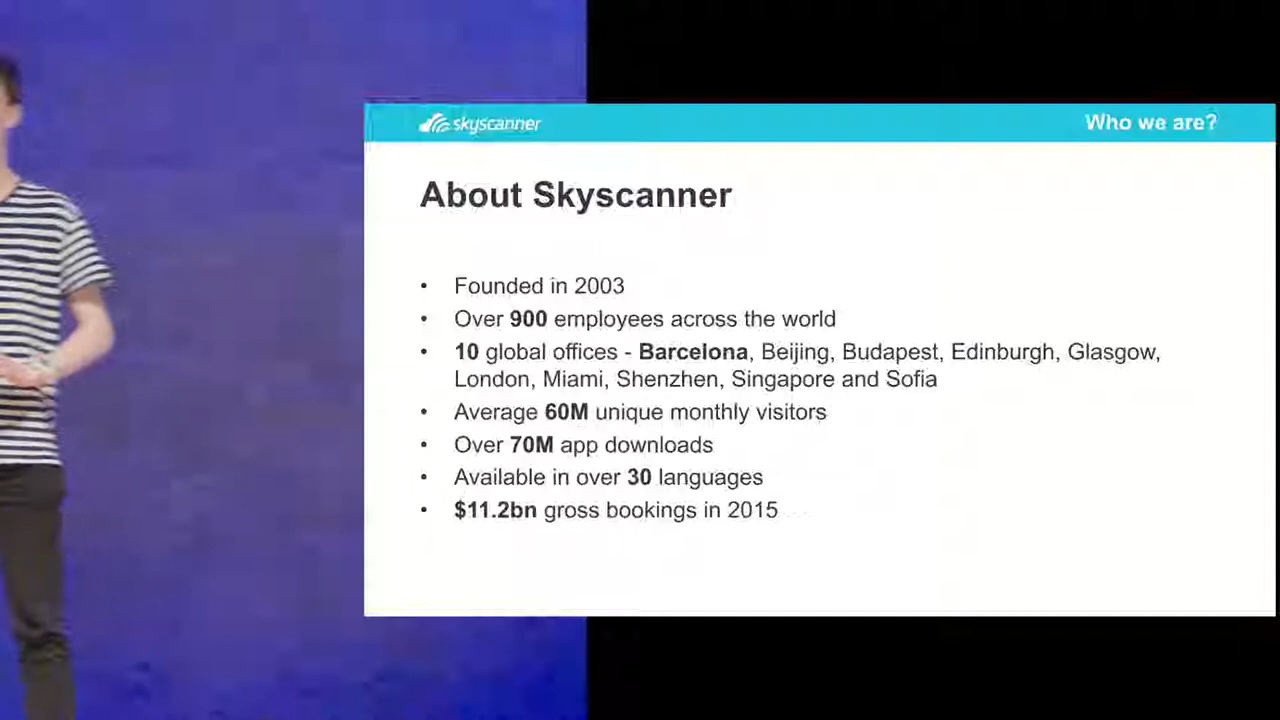 skyscanner
Who we are?
About Skyscanner
• Founded in 2003
• Over 900 employees across the world
• 10 global offices - Barcelona, Beijing, Budapest, Edinburgh, Glasgow,
London, Miami, Shenzhen, Singapore and Sofia
• Average 60M unique monthly visitors
• Over 70M app downloads
• Available in over 30 languages
• $11.2bn gross bookings in 2015